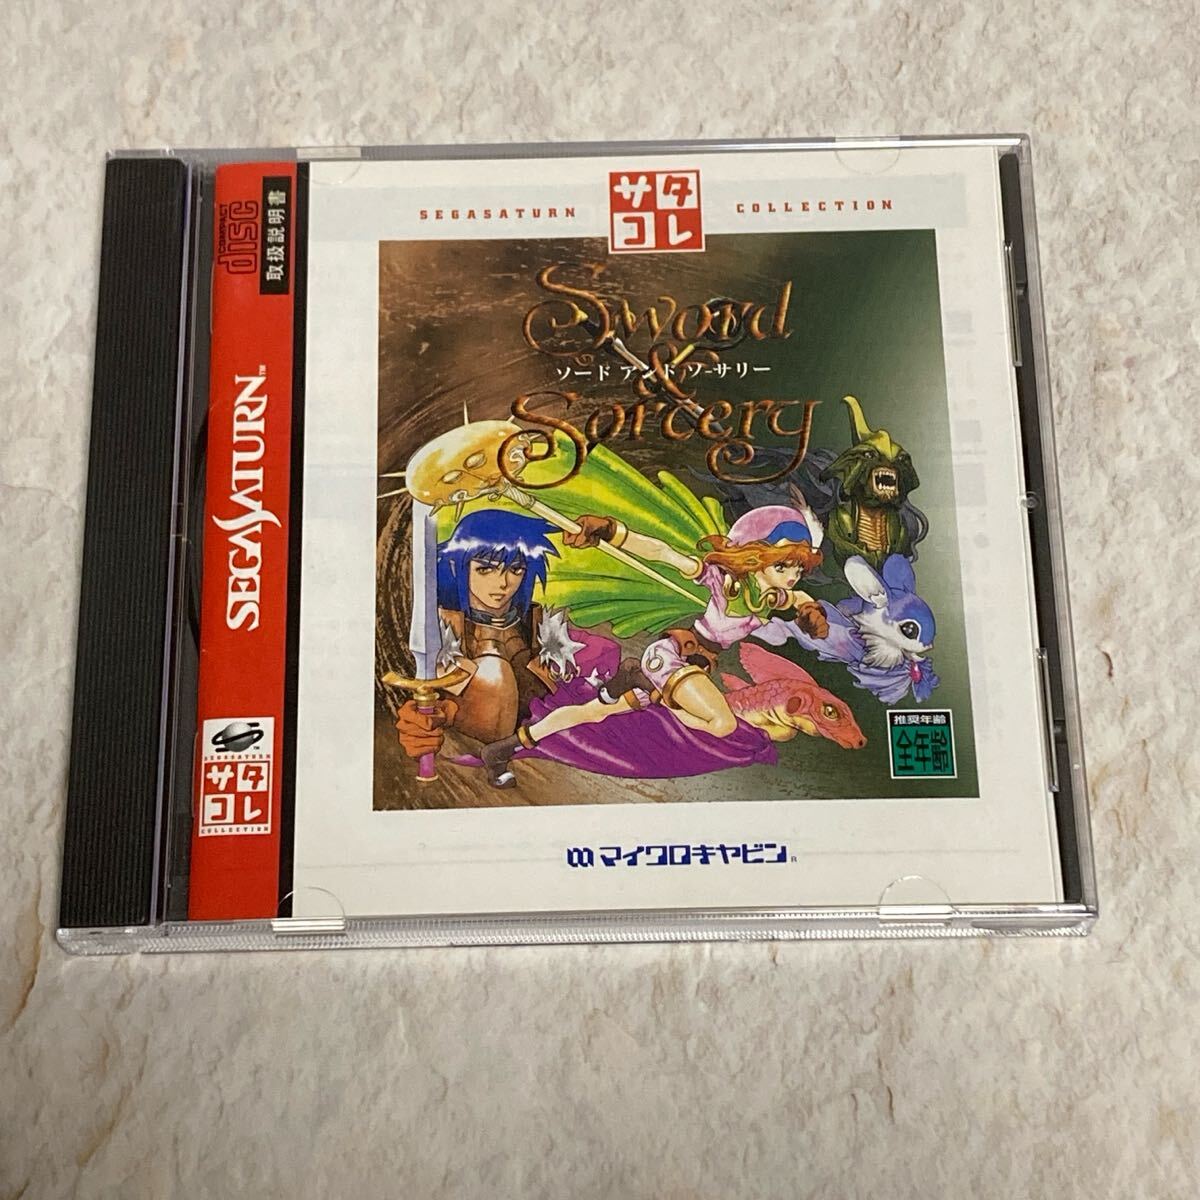 COMPACT
disc
取扱説明書
SEGASATURN™
SEGASATURN
サタ
コレ
COLLECTION
SEGASATURN
サタ
コレ
COLLECTION
Sword
&
ソード アンド ソーサリー
Sorcery
推奨年齢
全年齢
マイクロキャビン®